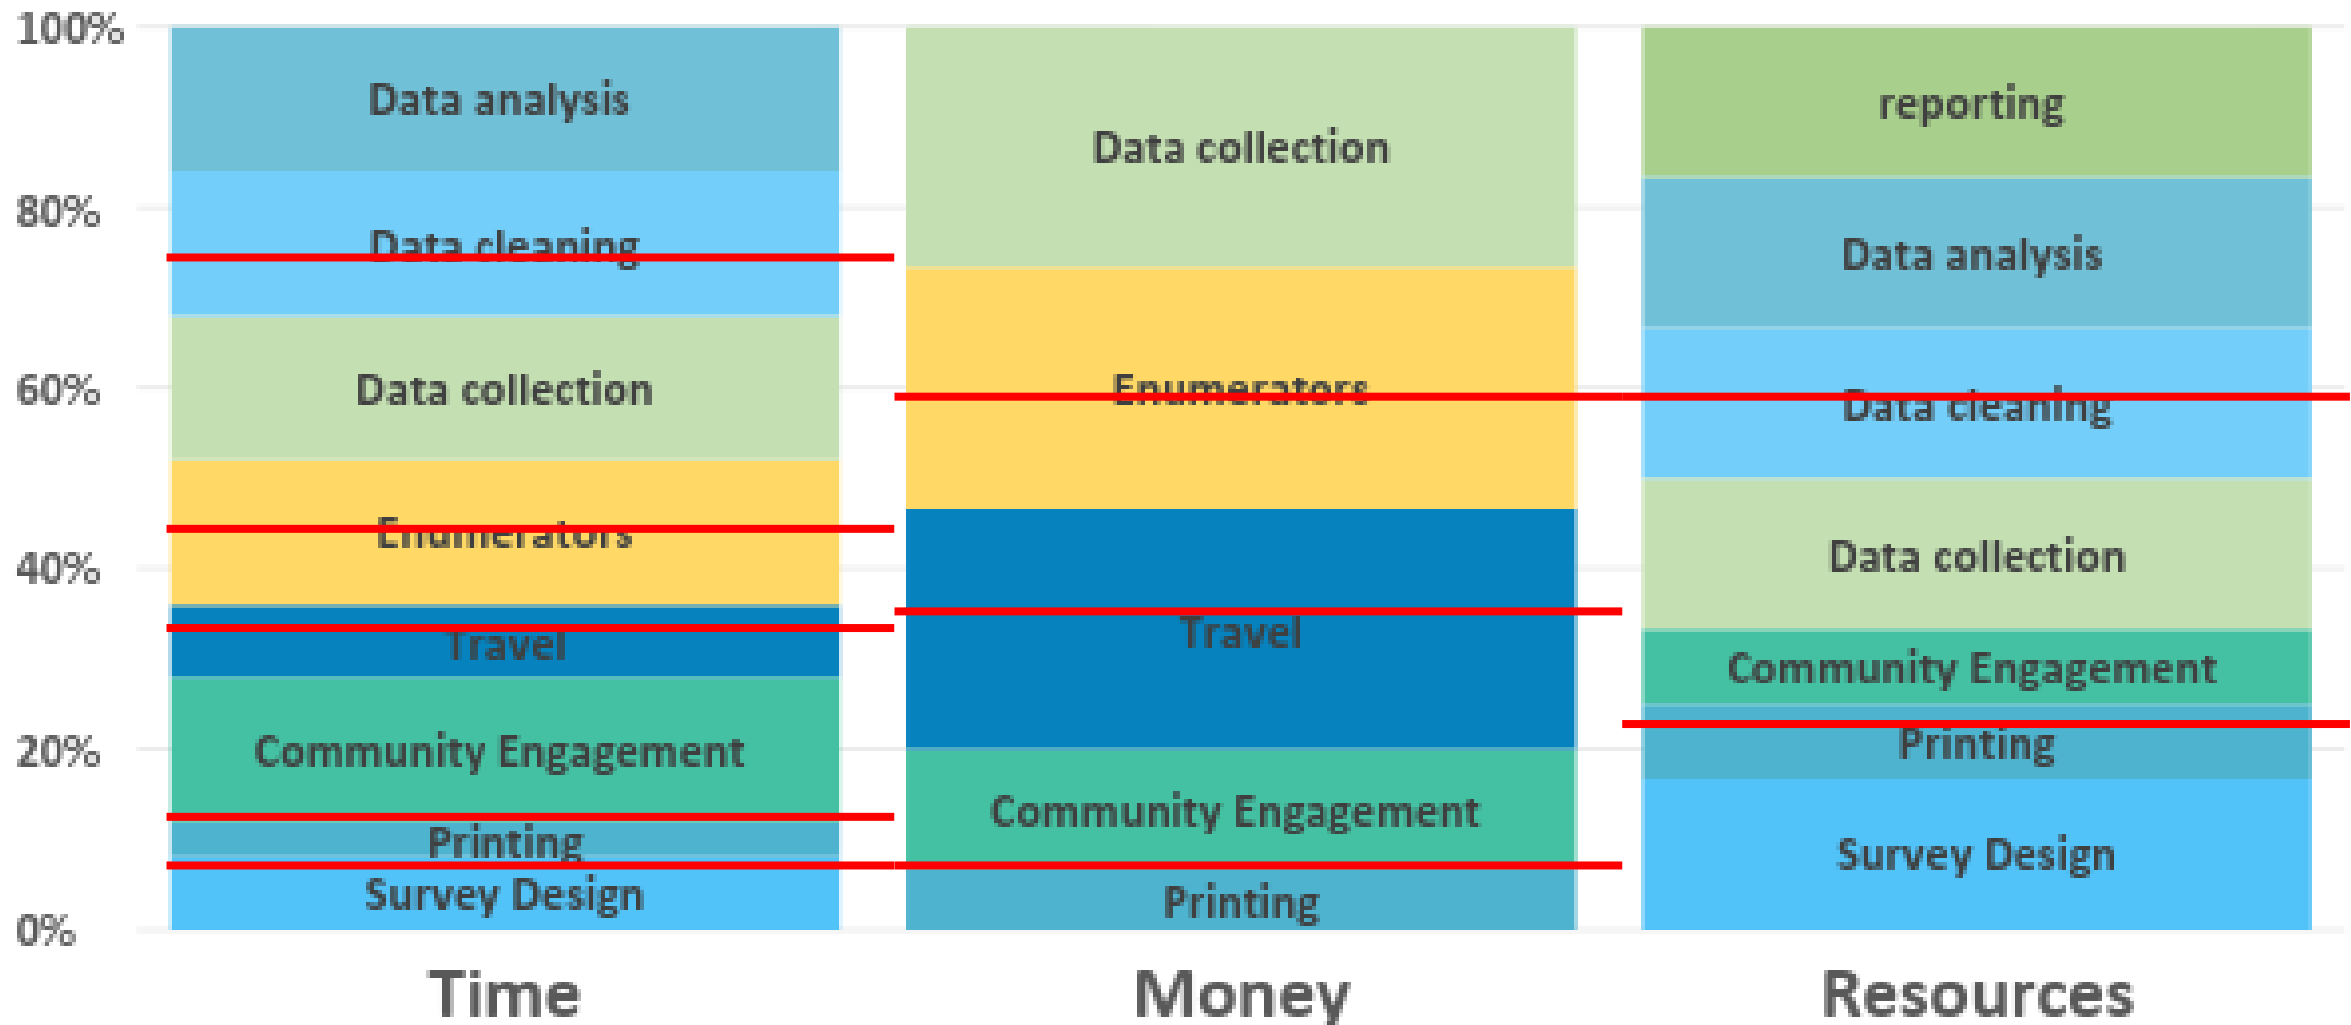 100%
80%
60%
40%
20%
0%
Data analysis
Data cleaning
Data collection
Enumerators
Travel
Community Engagement
Printing
Survey Design
Data collection
Enumerators
Travel
Community Engagement
Printing
reporting
Data analysis
Data cleaning
Data collection
Community Engagement
Printing
Survey Design
Time
Money
Resources